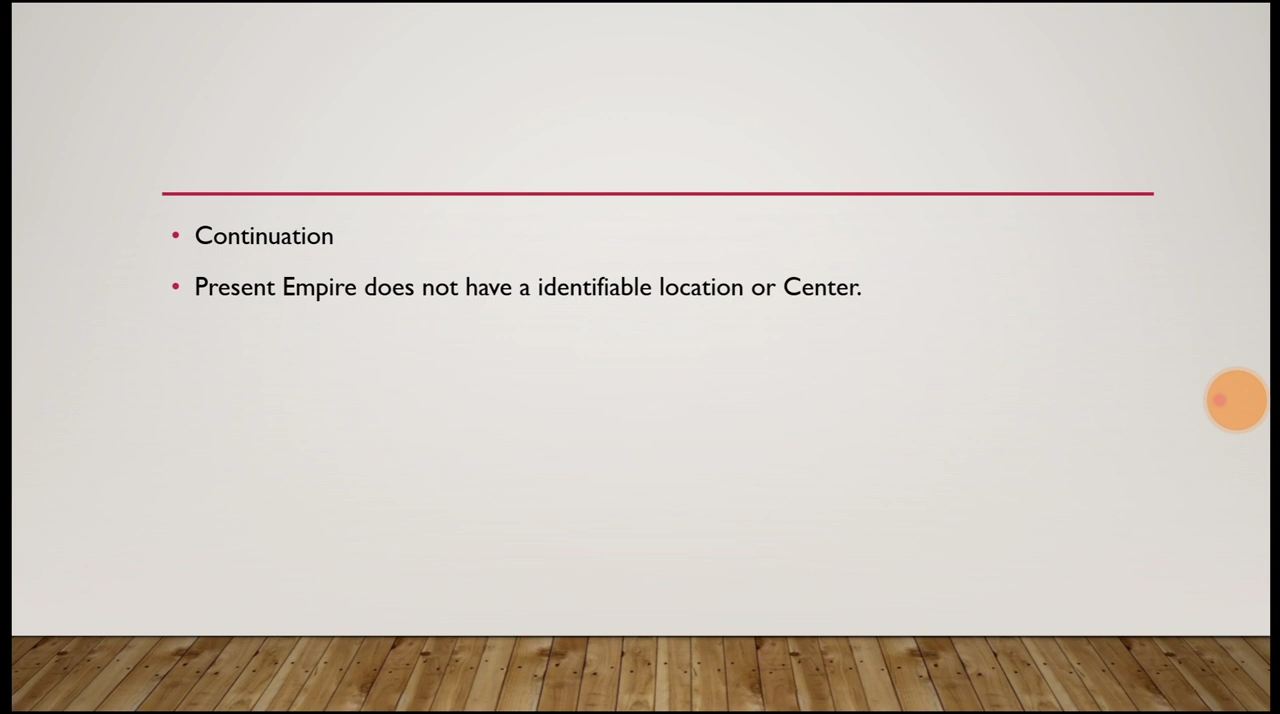 Continuation
Present Empire does not have a identifiable location or Center.